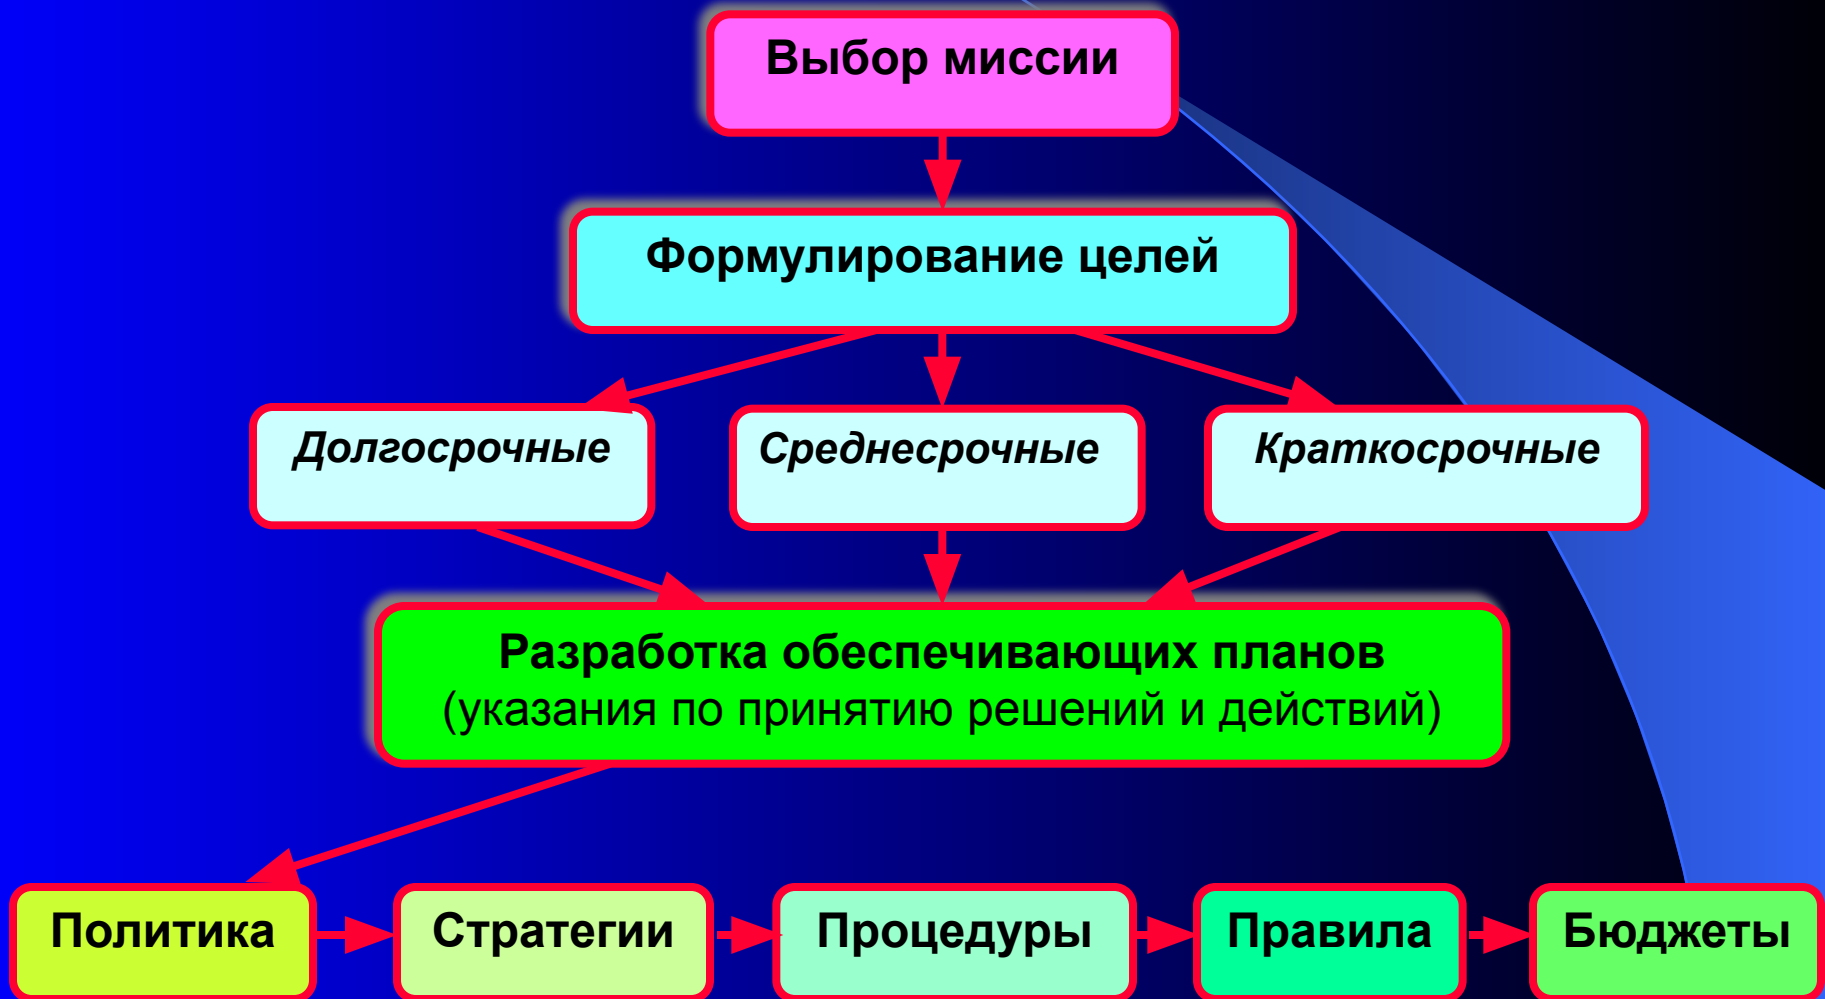 Выбор миссии
Формулирование целей
Долгосрочные
Среднесрочные
Краткосрочные
Разработка обеспечивающих планов
(указания по принятию решений и действий)
Политика
Стратегии
Процедуры
Правила
Бюджеты